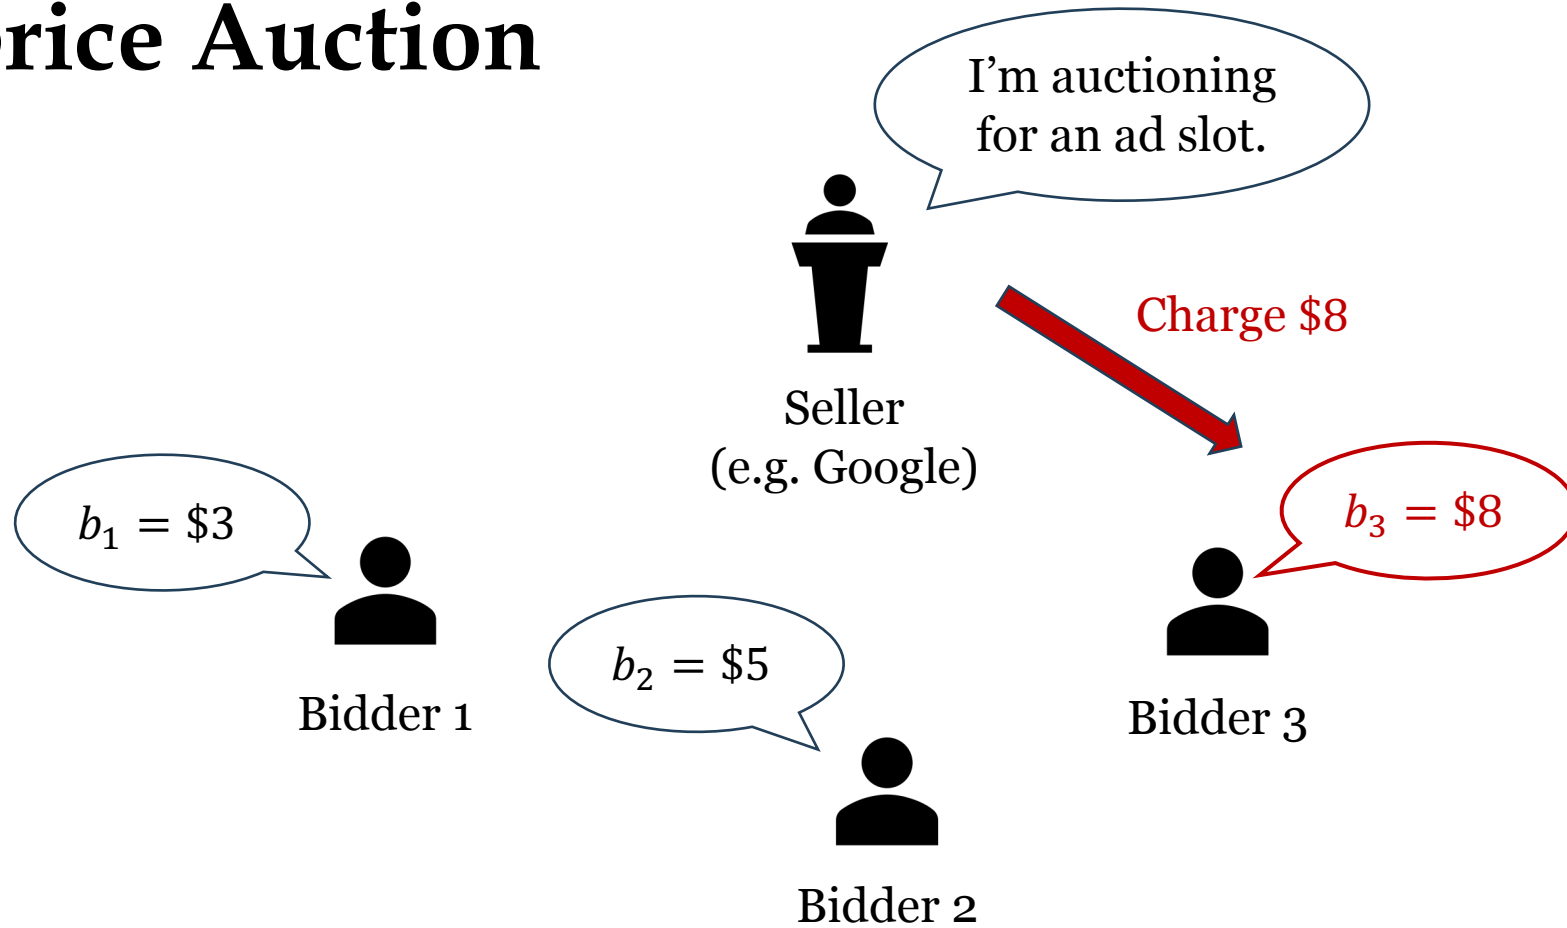 rice Auction
I'm auctioning
for an ad slot.
Charge $8
Seller
(e.g. Google)
b₁ = $3
b₃ = $8
b₂ = $5
Bidder 1
Bidder 3
Bidder 2